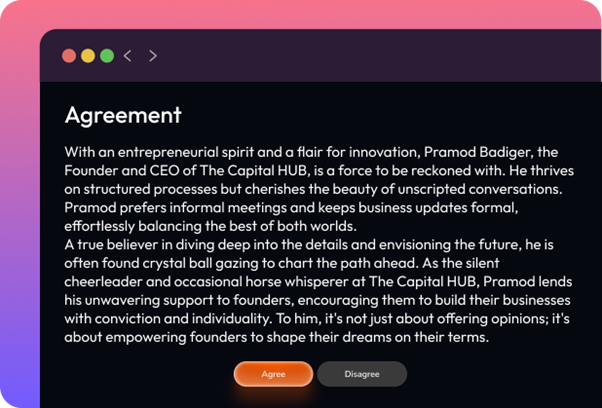 Agreement
With an entrepreneurial spirit and a flair for innovation, Pramod Badiger, the
Founder and CEO of The Capital HUB, is a force to be reckoned with. He thrives
on structured processes but cherishes the beauty of unscripted conversations.
Pramod prefers informal meetings and keeps business updates formal,
effortlessly balancing the best of both worlds.
A true believer in diving deep into the details and envisioning the future, he is
often found crystal ball gazing to chart the path ahead. As the silent
cheerleader and occasional horse whisperer at The Capital HUB, Pramod lends
his unwavering support to founders, encouraging them to build their businesses
with conviction and individuality. To him, it's not just about offering opinions; it's
about empowering founders to shape their dreams on their terms.
Agree
Disagree